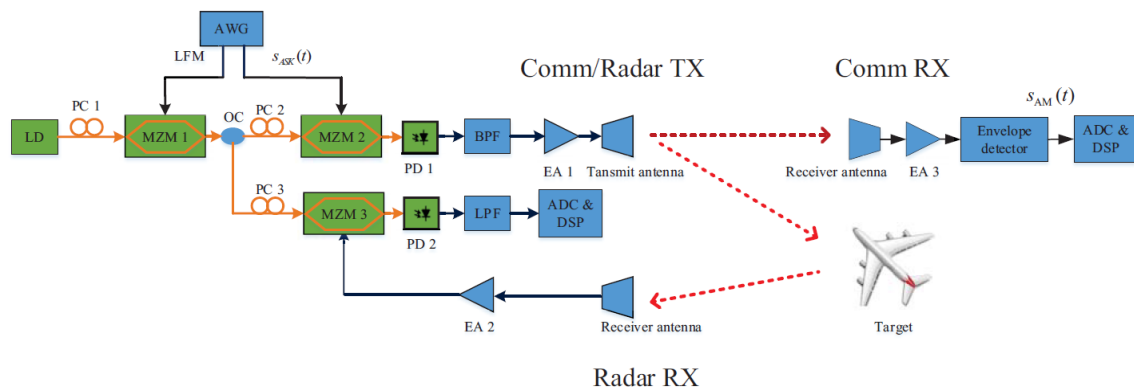 AWG
LFM
s_ASK(t)
Comm/Radar TX
Comm RX
s_AM(t)
PC 1
OC
PC 2
LD
MZM 1
MZM 2
PD 1
BPF
EA 1
Tansmit antenna
Receiver antenna
EA 3
Envelope
detector
ADC &
DSP
PC 3
MZM 3
PD 2
LPF
ADC &
DSP
EA 2
Receiver antenna
Target
Radar RX